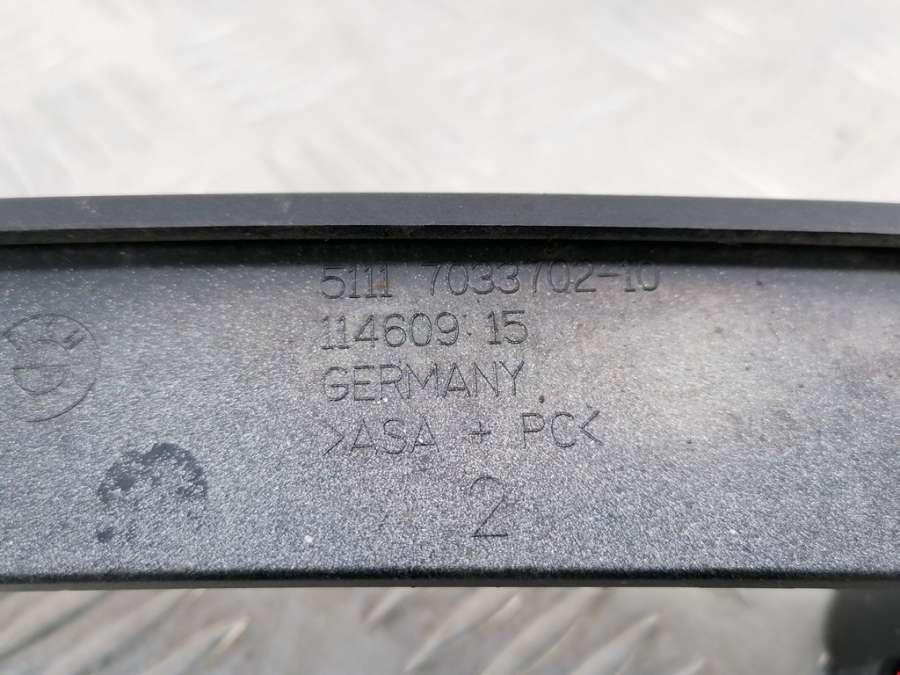 5111 7033702-10
114609 15
GERMANY
>ASA + PC<
2